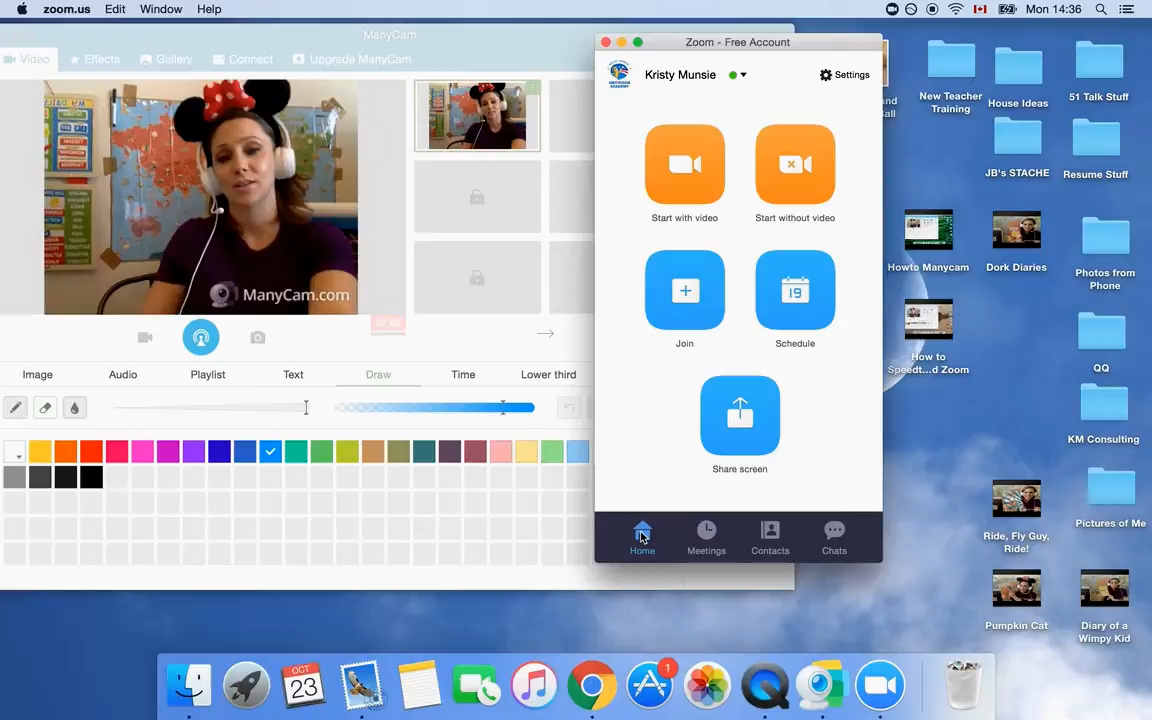 zoom.us Edit Window Help
Mon 14:36
ManyCam
Video Effects Gallery Connect Upgrade ManyCam
ManyCam.com
Image Audio Playlist Text Draw Time Lower third
Zoom - Free Account
Kristy Munsie
Settings
Start with video
Start without video
Join
19
Schedule
Share screen
Home Meetings Contacts Chats
New Teacher
Training
House Ideas
51 Talk Stuff
JB's STACHE
Resume Stuff
Howto Manycam
Dork Diaries
Photos from
Phone
How to
Speedt...d Zoom
QQ
KM Consulting
Ride, Fly Guy,
Ride!
Pictures of Me
Pumpkin Cat
Diary of a
Wimpy Kid
OCT
23
1